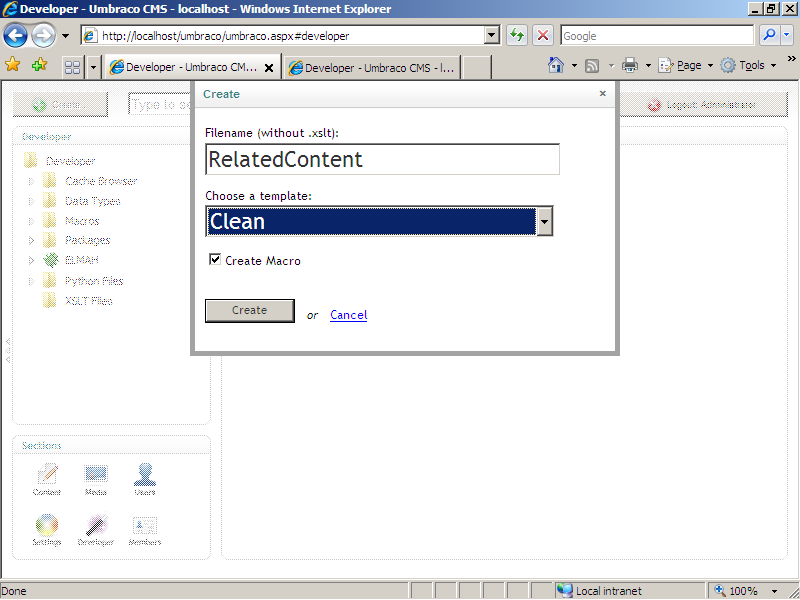 Developer - Umbraco CMS - localhost - Windows Internet Explorer
http://localhost/umbraco/umbraco.aspx#developer
Google
Developer - Umbraco CM...
Developer - Umbraco CMS - l...
Page
Tools
Create...
Type to se
Logout: Administrator
Create
Filename (without .xslt):
RelatedContent
Choose a template:
Clean
Create Macro
Create
or
Cancel
Developer
Developer
Cache Browser
Data Types
Macros
Packages
ELMAH
Python Files
XSLT Files
Sections
Content
Media
Users
Settings
Developer
Members
Done
Local intranet
100%